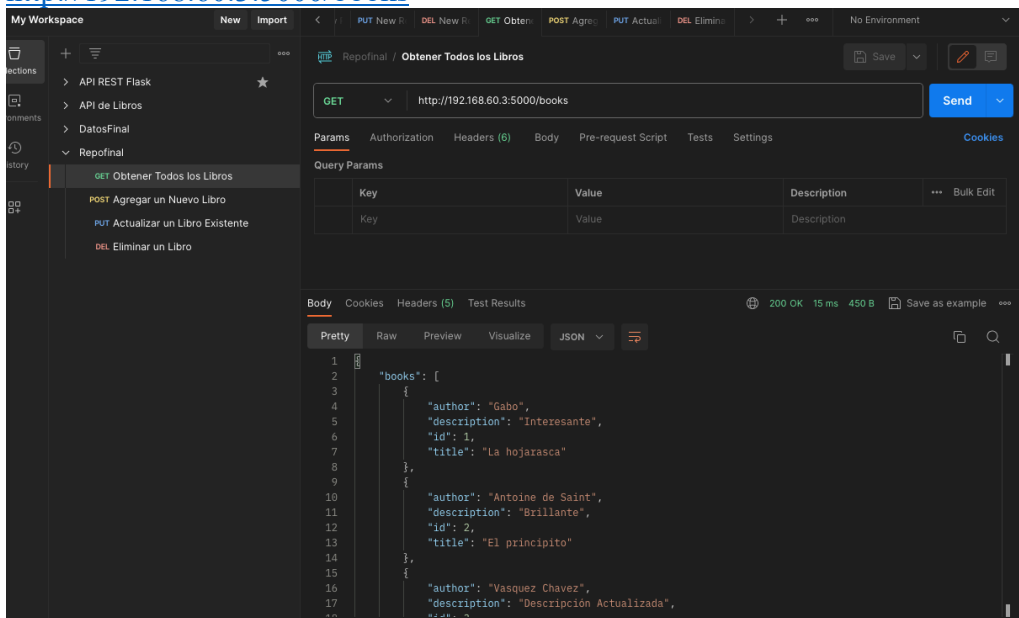 My Workspace New Import
PUT New R DEL New Re GET Obten POST Agreg PUT Actuali DEL Elimina No Environment
HTTP Repofinal / Obtener Todos los Libros Save
API REST Flask
API de Libros
DatosFinal
Repofinal
GET Obtener Todos los Libros
POST Agregar un Nuevo Libro
PUT Actualizar un Libro Existente
DEL Eliminar un Libro
GET http://192.168.60.3:5000/books Send
Params Authorization Headers (6) Body Pre-request Script Tests Settings Cookies
Query Params
Key Value Description Bulk Edit
Key Value Description
Body Cookies Headers (5) Test Results 200 OK 15 ms 450 B Save as example
Pretty Raw Preview Visualize JSON
1 {
2 "books": [
3 {
4 "author": "Gabo",
5 "description": "Interesante",
6 "id": 1,
7 "title": "La hojarasca"
8 },
9 {
10 "author": "Antoine de Saint",
11 "description": "Brillante",
12 "id": 2,
13 "title": "El principito"
14 },
15 {
16 "author": "Vasquez Chavez",
17 "description": "Descripción Actualizada",